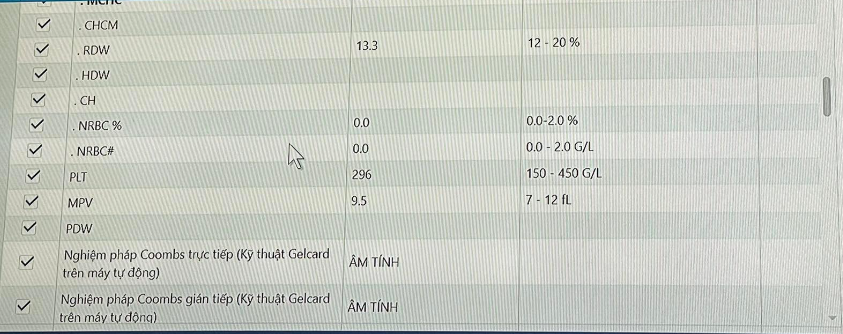 . MCHC
. CHCM
. RDW 13.3 12 - 20 %
. HDW
. CH
. NRBC % 0.0 0.0-2.0 %
. NRBC# 0.0 0.0 - 2.0 G/L
PLT 296 150 - 450 G/L
MPV 9.5 7 - 12 fL
PDW
Nghiệm pháp Coombs trực tiếp (Kỹ thuật Gelcard
trên máy tự động) ÂM TÍNH
Nghiệm pháp Coombs gián tiếp (Kỹ thuật Gelcard
trên máy tự động) ÂM TÍNH